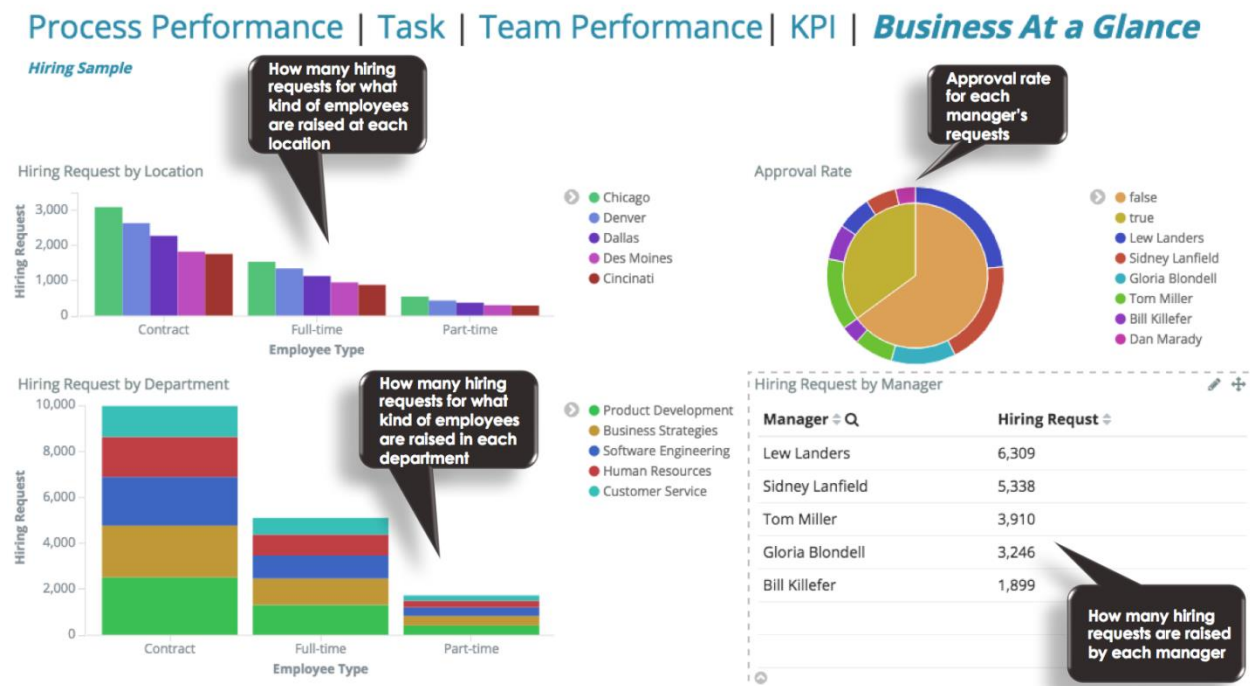 Process Performance | Task | Team Performance| KPI | Business At a Glance
Hiring Sample
How many hiring
requests for what
kind of employees
are raised at each
location
Approval rate
for each
manager's
requests
Hiring Request by Location
Hiring Request
3,000
2,000
1,000
0
Contract
Full-time
Part-time
Employee Type
Chicago
Denver
Dallas
Des Moines
Cincinati
Approval Rate
false
true
Lew Landers
Sidney Lanfield
Gloria Blondell
Tom Miller
Bill Killefer
Dan Marady
Hiring Request by Department
How many hiring
requests for what
kind of employees
are raised in each
department
Hiring Request
10,000
8,000
6,000
4,000
2,000
0
Contract
Full-time
Part-time
Employee Type
Product Development
Business Strategies
Software Engineering
Human Resources
Customer Service
Hiring Request by Manager
Manager Hiring Requst
Lew Landers 6,309
Sidney Lanfield 5,338
Tom Miller 3,910
Gloria Blondell 3,246
Bill Killefer 1,899
How many hiring
requests are raised
by each manager